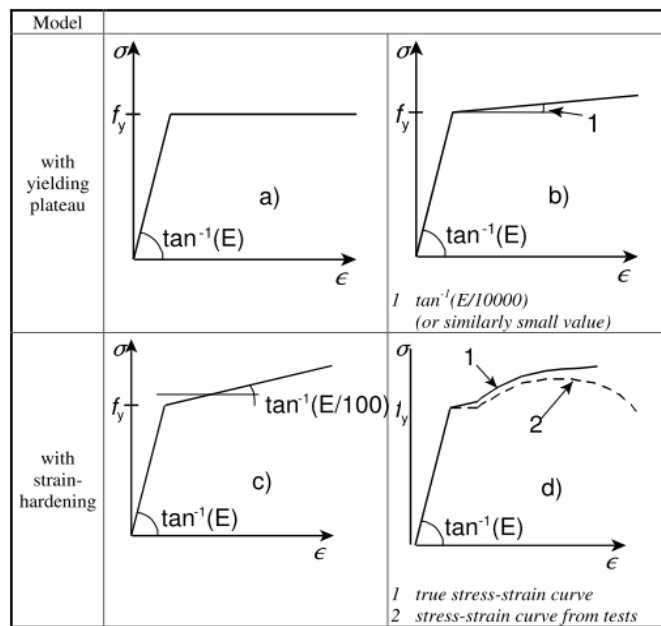 Model
with
yielding
plateau
σ
f_y
a)
tan⁻¹(E)
ϵ
σ
f_y
1
b)
tan⁻¹(E)
ϵ
1 tan⁻¹(E/10000)
(or similarly small value)
with
strain-
hardening
σ
f_y
tan⁻¹(E/100)
c)
tan⁻¹(E)
ϵ
σ
1
f_y
2
d)
tan⁻¹(E)
ϵ
1 true stress-strain curve
2 stress-strain curve from tests